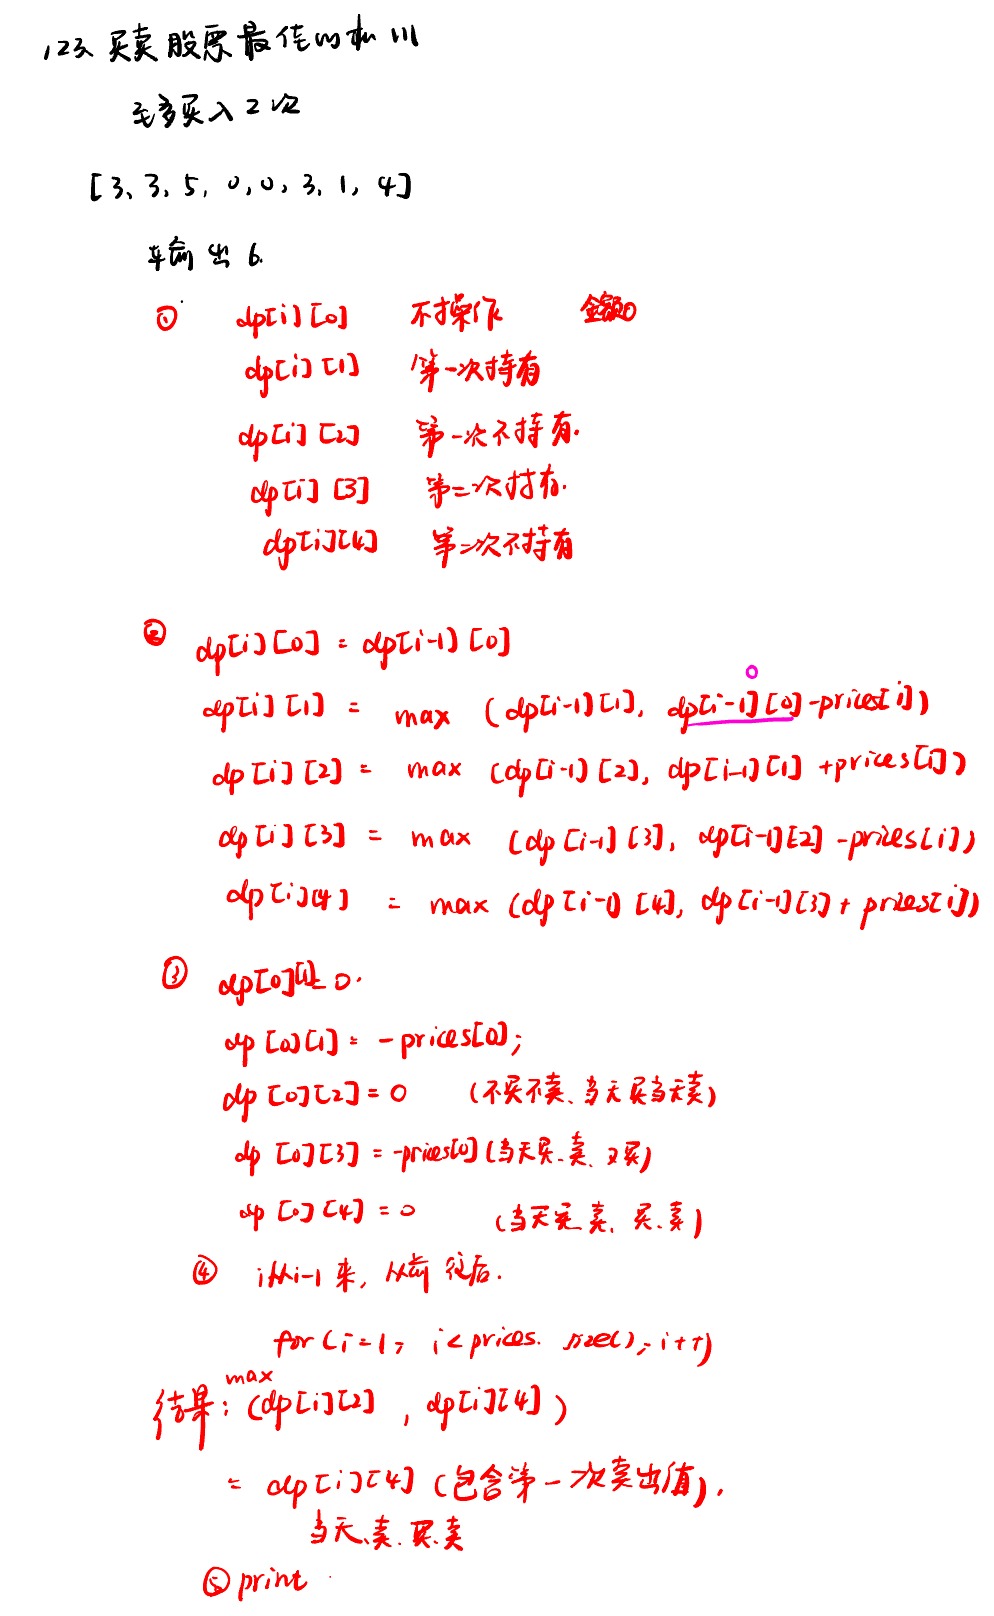 123、买卖股票最佳时机 III
至多买入2次
[3、3、5, 0, 0, 3, 1, 4]
输出6.
① dp[i][0] 不操作 金额0
dp[i][1] 第一次持有
dp[i][2] 第一次不持有.
dp[i][3] 第二次持有.
dp[i][4] 第二次不持有
② dp[i][0] = dp[i-1][0]
0
dp[i][1] = max (dp[i-1][1], dp[i-1][0]-prices[i])
dp[i][2] = max (dp[i-1][2], dp[i-1][1]+prices[i])
dp[i][3] = max (dp[i-1][3], dp[i-1][2]-prices[i])
dp[i][4] = max (dp[i-1][4], dp[i-1][3]+prices[i])
③ dp[0] = 0.
dp[0][1] = -prices[0];
dp[0][2] = 0 (不买不卖、当天买当天卖)
dp[0][3] = -prices[0] (当天买、卖、又买)
dp[0][4] = 0 (当天买、卖、买、卖)
④ i从i-1来, 从前往后.
for(i=1; i<prices.size(); i++)
结果: max(dp[i][2], dp[i][4])
= dp[i][4] (包含第一次卖出值).
当天、卖、买、卖
⑤ print